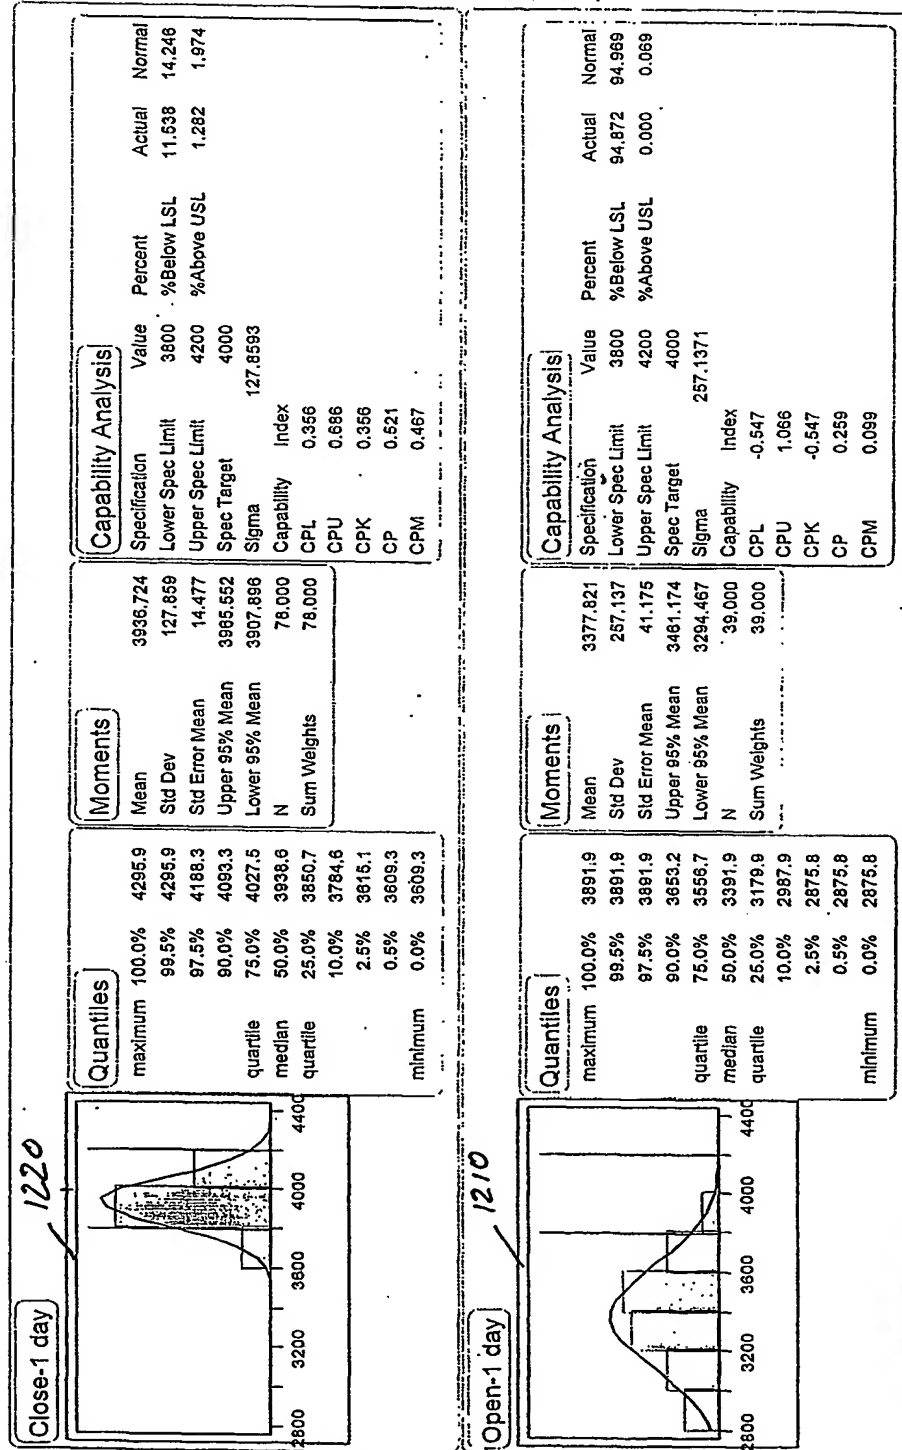 Close-1 day
1220
2800 3200 3600 4000 4400
Quantiles
maximum 100.0% 4295.9
99.5% 4295.9
97.5% 4188.3
90.0% 4093.3
quartile 75.0% 4027.5
median 50.0% 3938.6
quartile 25.0% 3850.7
10.0% 3784.6
2.5% 3615.1
0.5% 3609.3
minimum 0.0% 3609.3
Moments
Mean 3936.724
Std Dev 127.859
Std Error Mean 14.477
Upper 95% Mean 3965.552
Lower 95% Mean 3907.896
N 78.000
Sum Weights 78.000
Capability Analysis
Specification Value Percent Actual Normal
Lower Spec Limit 3800 %Below LSL 11.538 14.246
Upper Spec Limit 4200 %Above USL 1.282 1.974
Spec Target 4000
Sigma 127.8593
Capability Index
CPL 0.356
CPU 0.686
CPK 0.356
CP 0.521
CPM 0.467
Open-1 day
1210
2800 3200 3600 4000 4400
Quantiles
maximum 100.0% 3891.9
99.5% 3891.9
97.5% 3891.9
90.0% 3653.2
quartile 75.0% 3556.7
median 50.0% 3391.9
quartile 25.0% 3179.9
10.0% 2987.9
2.5% 2875.8
0.5% 2875.8
minimum 0.0% 2875.8
Moments
Mean 3377.821
Std Dev 257.137
Std Error Mean 41.175
Upper 95% Mean 3461.174
Lower 95% Mean 3294.467
N 39.000
Sum Weights 39.000
Capability Analysis
Specification Value Percent Actual Normal
Lower Spec Limit 3800 %Below LSL 94.872 94.969
Upper Spec Limit 4200 %Above USL 0.000 0.069
Spec Target 4000
Sigma 257.1371
Capability Index
CPL -0.547
CPU 1.066
CPK -0.547
CP 0.259
CPM 0.099